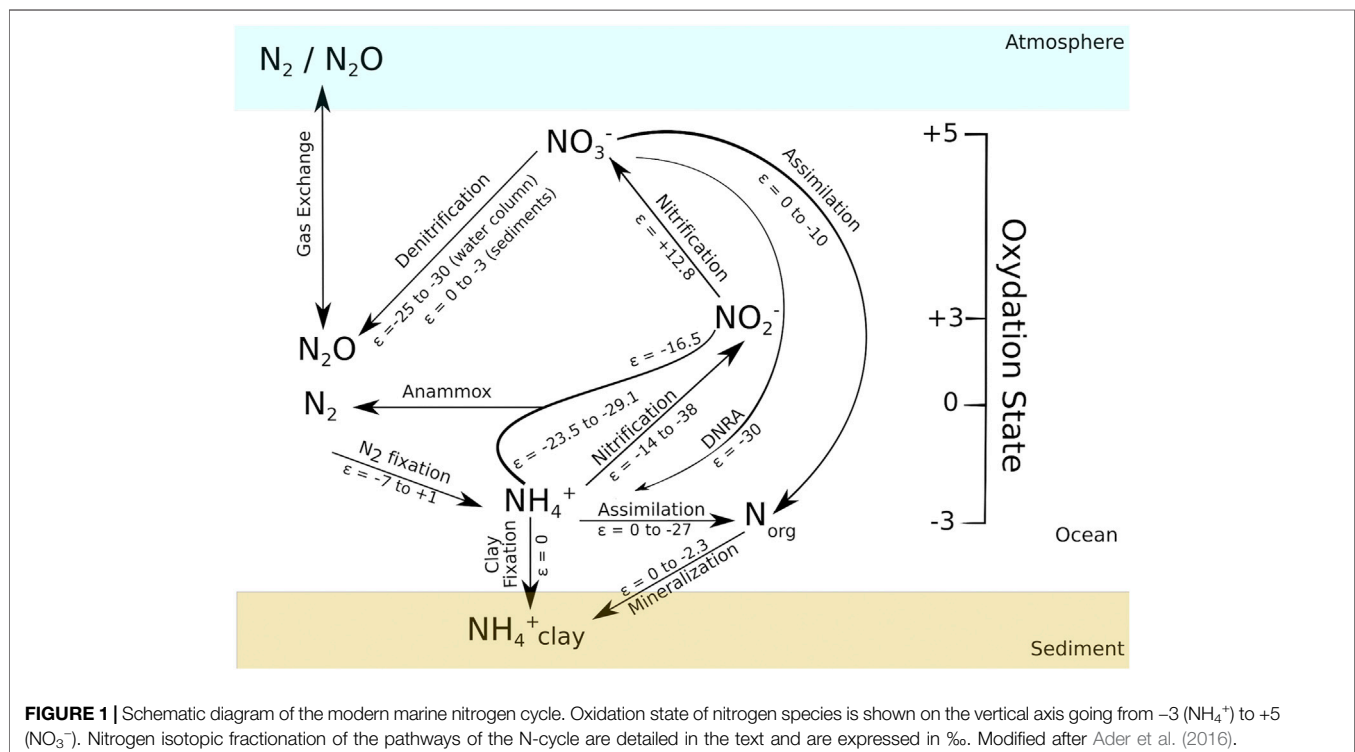 Atmosphere
N₂ / N₂O
Gas Exchange
NO₃⁻
+5
Assimilation
ε = 0 to -10
Denitrification
ε =-25 to -30 (water column)
ε = 0 to -3 (sediments)
Nitrification
ε = +12.8
Oxydation State
NO₂⁻
+3
N₂O
ε = -16.5
N₂
Anammox
0
ε = -23.5 to -29.1
Nitrification
ε = -14 to -38
DNRA
ε = -30
N₂ fixation
ε = -7 to +1
NH₄⁺
Assimilation
ε = 0 to -27
N org
-3
Ocean
Clay
Fixation
ε = 0
ε = 0 to -2.3
Mineralization
NH₄⁺clay
Sediment
FIGURE 1 | Schematic diagram of the modern marine nitrogen cycle. Oxidation state of nitrogen species is shown on the vertical axis going from −3 (NH₄⁺) to +5
(NO₃⁻). Nitrogen isotopic fractionation of the pathways of the N-cycle are detailed in the text and are expressed in ‰. Modified after Ader et al. (2016).